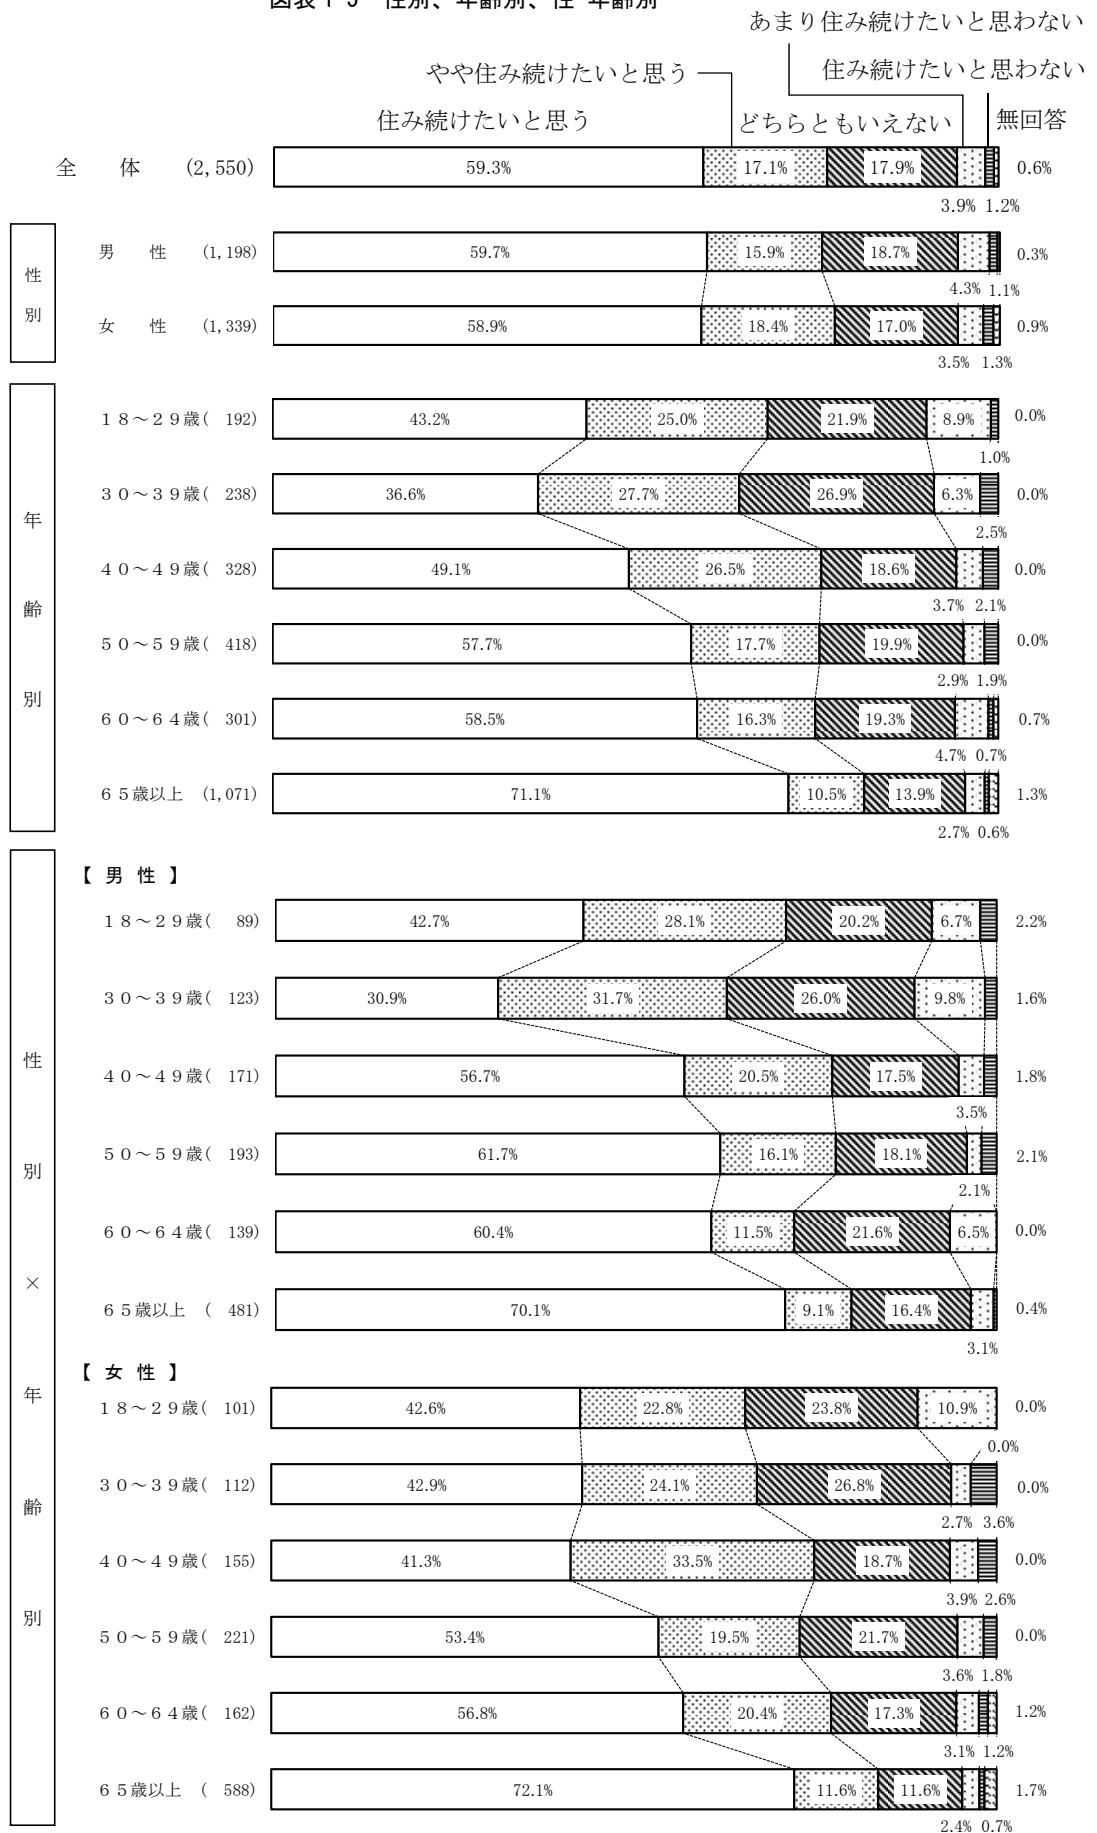 あまり住み続けたいと思わない
やや住み続けたいと思う
住み続けたいと思わない
住み続けたいと思う
どちらともいえない
無回答
全 体 (2,550) 59.3% 17.1% 17.9% 0.6%
3.9% 1.2%
性別
男 性 (1,198) 59.7% 15.9% 18.7% 0.3%
4.3% 1.1%
女 性 (1,339) 58.9% 18.4% 17.0% 0.9%
3.5% 1.3%
年齢別
18～29歳( 192) 43.2% 25.0% 21.9% 8.9% 0.0%
1.0%
30～39歳( 238) 36.6% 27.7% 26.9% 6.3% 0.0%
2.5%
40～49歳( 328) 49.1% 26.5% 18.6% 0.0%
3.7% 2.1%
50～59歳( 418) 57.7% 17.7% 19.9% 0.0%
2.9% 1.9%
60～64歳( 301) 58.5% 16.3% 19.3% 0.7%
4.7% 0.7%
65歳以上 (1,071) 71.1% 10.5% 13.9% 1.3%
2.7% 0.6%
性別×年齢別
【 男 性 】
18～29歳( 89) 42.7% 28.1% 20.2% 6.7% 2.2%
30～39歳( 123) 30.9% 31.7% 26.0% 9.8% 1.6%
40～49歳( 171) 56.7% 20.5% 17.5% 1.8%
3.5%
50～59歳( 193) 61.7% 16.1% 18.1% 2.1%
2.1%
60～64歳( 139) 60.4% 11.5% 21.6% 6.5% 0.0%
65歳以上 ( 481) 70.1% 9.1% 16.4% 0.4%
3.1%
【 女 性 】
18～29歳( 101) 42.6% 22.8% 23.8% 10.9% 0.0%
0.0%
30～39歳( 112) 42.9% 24.1% 26.8% 0.0%
2.7% 3.6%
40～49歳( 155) 41.3% 33.5% 18.7% 0.0%
3.9% 2.6%
50～59歳( 221) 53.4% 19.5% 21.7% 0.0%
3.6% 1.8%
60～64歳( 162) 56.8% 20.4% 17.3% 1.2%
3.1% 1.2%
65歳以上 ( 588) 72.1% 11.6% 11.6% 1.7%
2.4% 0.7%